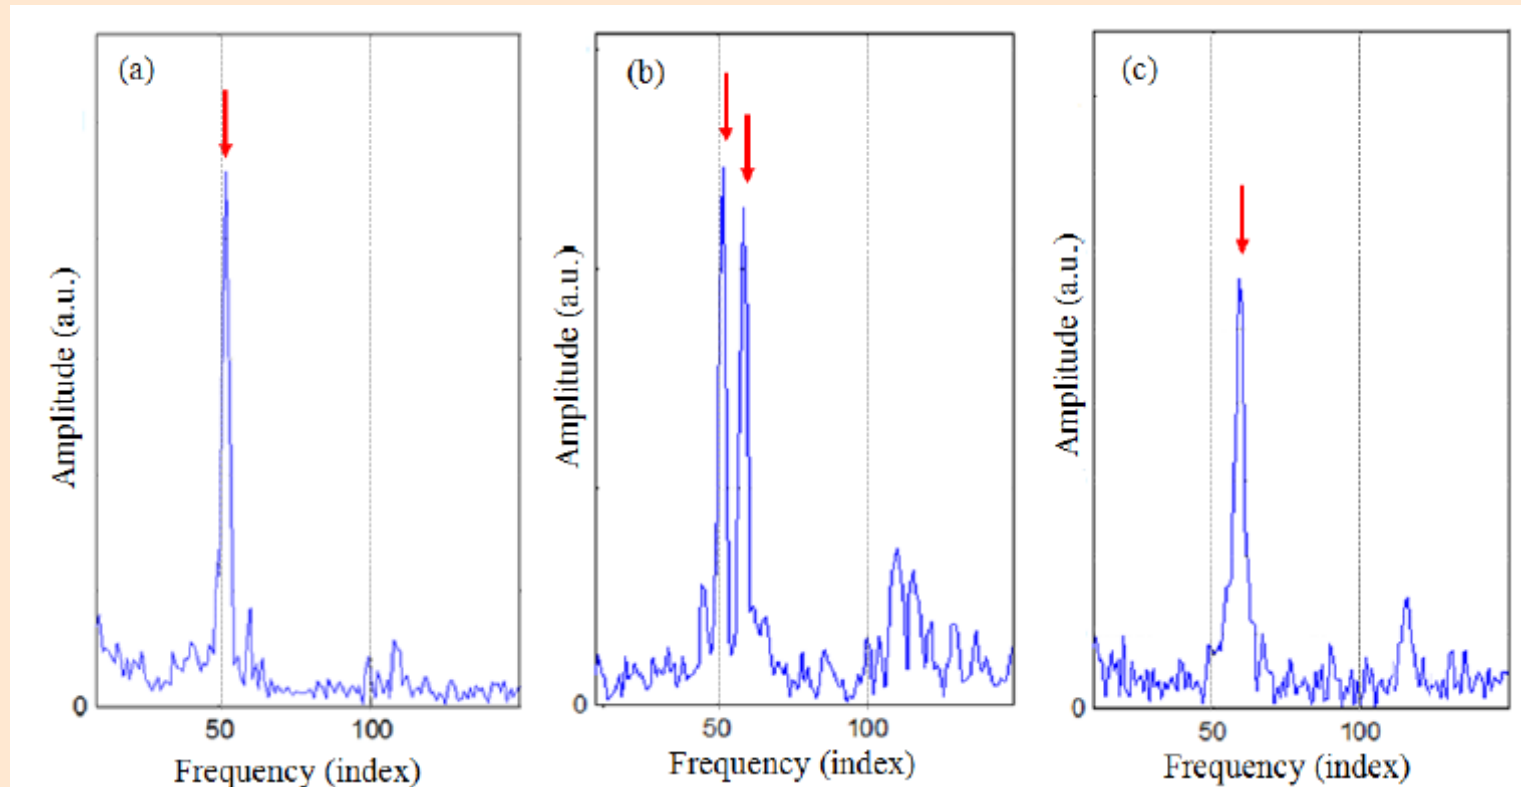 (a)
Amplitude (a.u.)
0
50
100
Frequency (index)
(b)
Amplitude (a.u.)
0
50
100
Frequency (index)
(c)
Amplitude (a.u.)
0
50
100
Frequency (index)